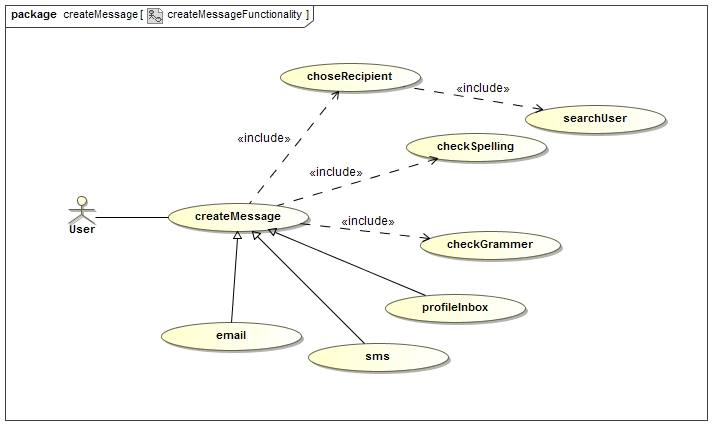 package createMessage [ createMessageFunctionality ]
choseRecipient
«include»
searchUser
«include»
checkSpelling
«include»
createMessage
User
«include»
checkGrammer
profileInbox
email
sms